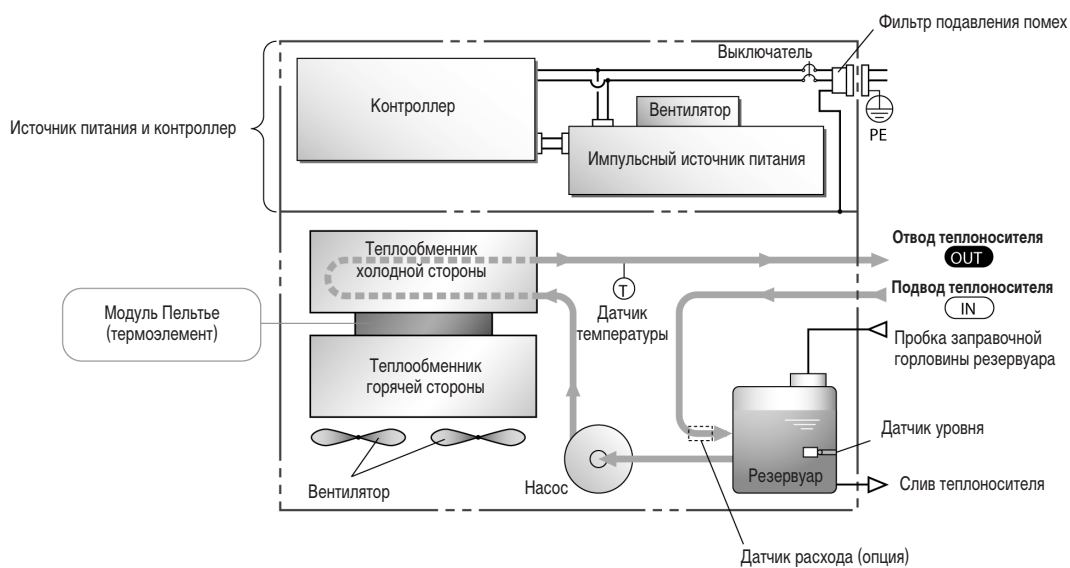 Фильтр подавления помех
Выключатель
Контроллер
Вентилятор
Источник питания и контроллер
PE
Импульсный источник питания
Теплообменник
холодной стороны
Отвод теплоносителя
OUT
Подвод теплоносителя
IN
T
Датчик
температуры
Модуль Пельтье
(термоэлемент)
Пробка заправочной
горловины резервуара
Теплообменник
горячей стороны
Датчик уровня
Резервуар
Вентилятор
Насос
Слив теплоносителя
Датчик расхода (опция)